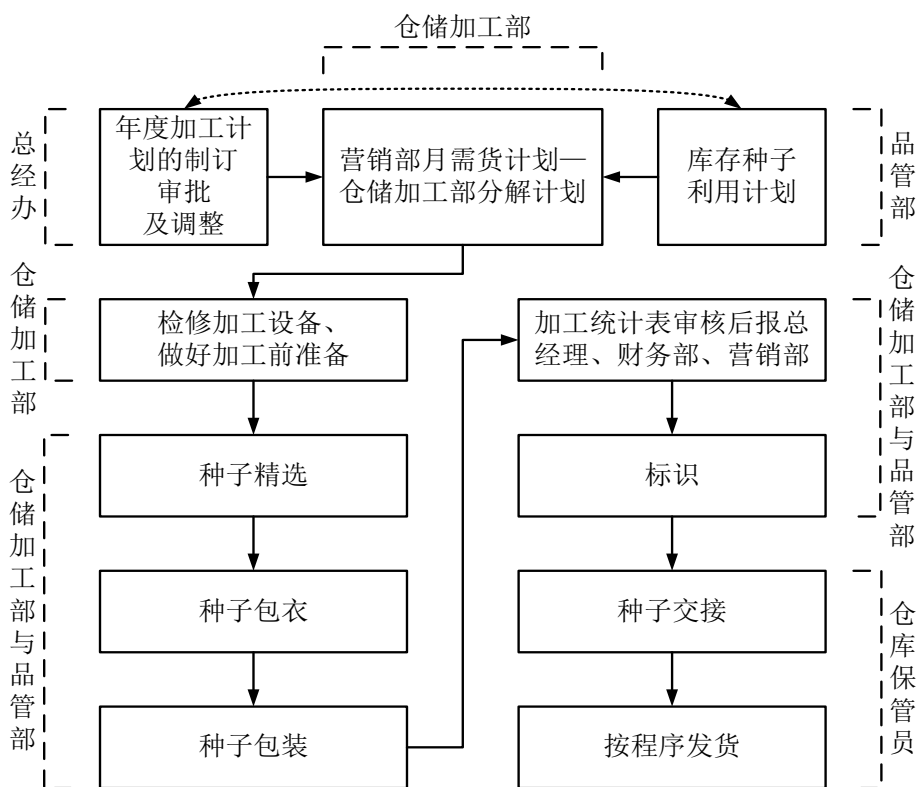 仓储加工部
总经办
年度加工计
划的制订
审批
及调整
营销部月需货计划—
仓储加工部分解计划
库存种子
利用计划
品管部
仓储加工部
检修加工设备、
做好加工前准备
加工统计表审核后报总
经理、财务部、营销部
仓储加工部与品管部
仓储加工部与品管部
种子精选
标识
种子包衣
种子交接
仓库保管员
种子包装
按程序发货